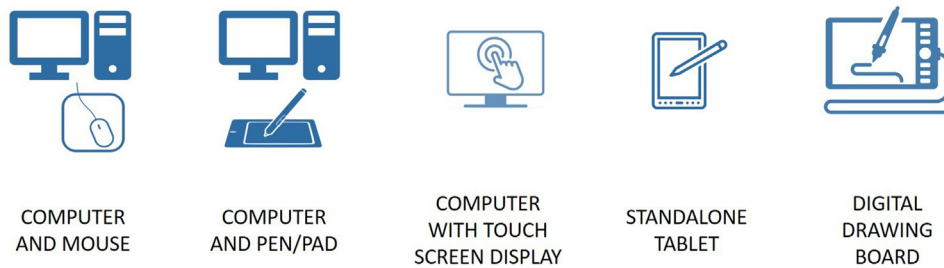 COMPUTER
AND MOUSE
COMPUTER
AND PEN/PAD
COMPUTER
WITH TOUCH
SCREEN DISPLAY
STANDALONE
TABLET
DIGITAL
DRAWING
BOARD